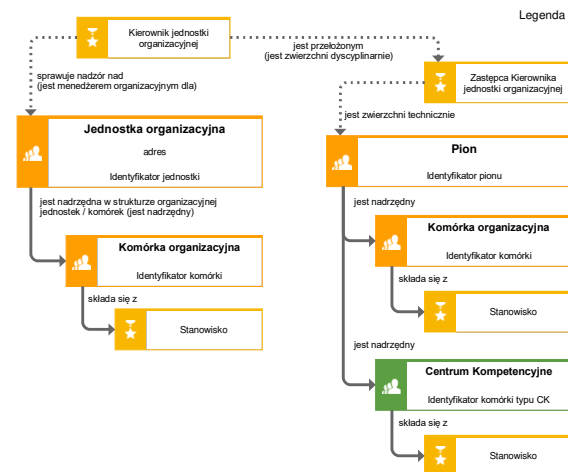 Legenda
Kierownik jednostki
organizacyjnej
jest przełożonym
(jest zwierzchni dyscyplinarnie)
sprawuje nadzór nad
(jest menedżerem organizacyjnym dla)
Zastępca Kierownika
jednostki organizacyjnej
jest zwierzchni technicznie
Jednostka organizacyjna
adres
Identyfikator jednostki
Pion
Identyfikator pionu
jest nadrzędna w strukturze organizacyjnej
jednostek / komórek (jest nadrzędny)
jest nadrzędny
Komórka organizacyjna
Identyfikator komórki
Komórka organizacyjna
Identyfikator komórki
składa się z
Stanowisko
składa się z
Stanowisko
jest nadrzędny
Centrum Kompetencyjne
Identyfikator komórki typu CK
składa się z
Stanowisko